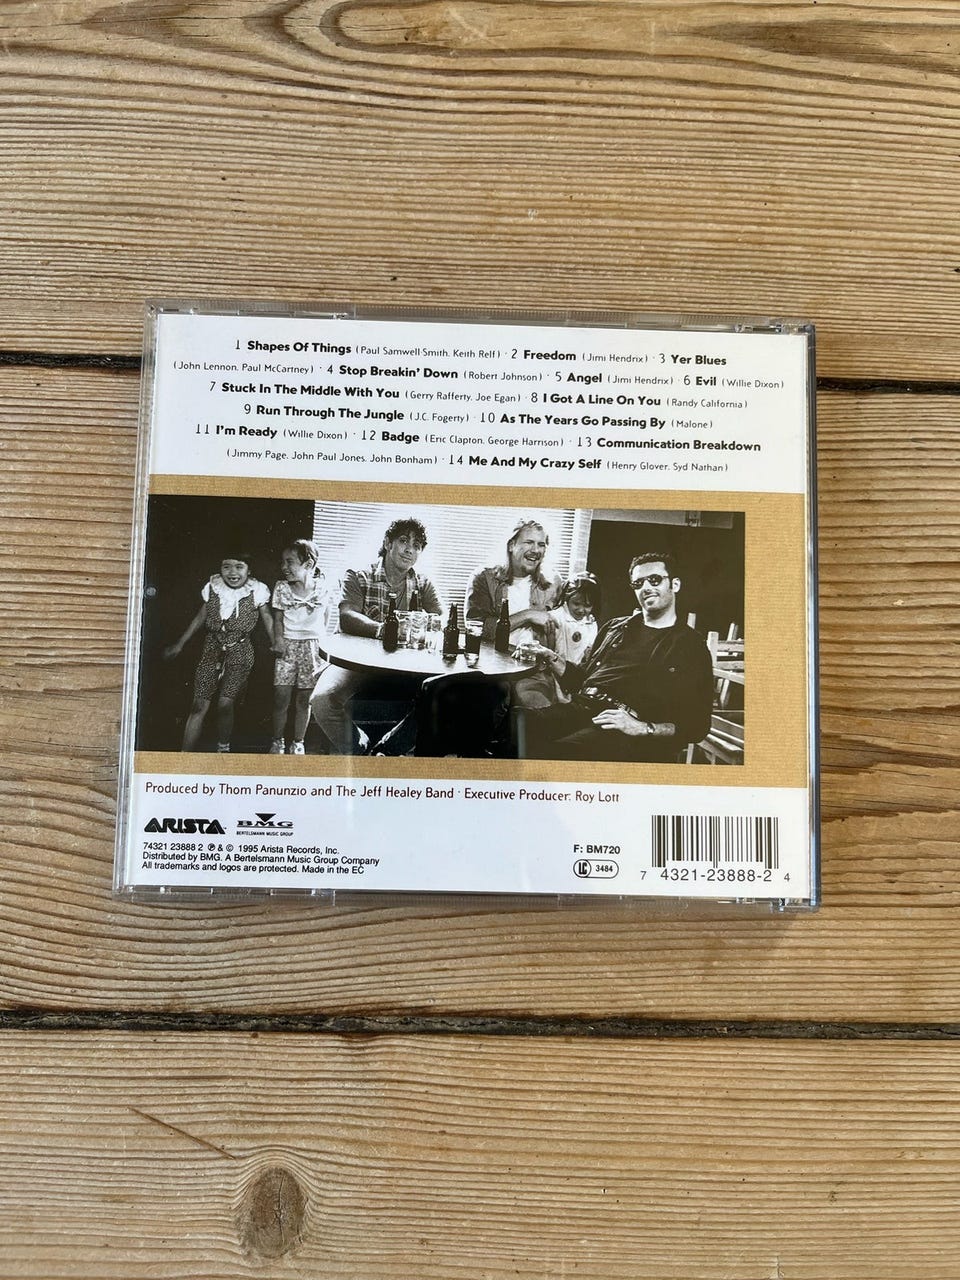 1 Shapes Of Things (Paul Samwell-Smith, Keith Relf) · 2 Freedom (Jimi Hendrix) · 3 Yer Blues
(John Lennon, Paul McCartney) · 4 Stop Breakin' Down (Robert Johnson) · 5 Angel (Jimi Hendrix) · 6 Evil (Willie Dixon)
7 Stuck In The Middle With You (Gerry Rafferty, Joe Egan) · 8 I Got A Line On You (Randy California)
9 Run Through The Jungle (J.C. Fogerty) · 10 As The Years Go Passing By (Malone)
11 I'm Ready (Willie Dixon) · 12 Badge (Eric Clapton, George Harrison) · 13 Communication Breakdown
(Jimmy Page, John Paul Jones, John Bonham) · 14 Me And My Crazy Self (Henry Glover, Syd Nathan)
Produced by Thom Panunzio and The Jeff Healey Band · Executive Producer: Roy Lott
ARISTA.
BMG
BERTELSMANN MUSIC GROUP
74321 23888 2 ℗ & © 1995 Arista Records, Inc.
Distributed by BMG. A Bertelsmann Music Group Company
All trademarks and logos are protected. Made in the EC
F: BM720
LC 3484
7 4321-23888-2 4